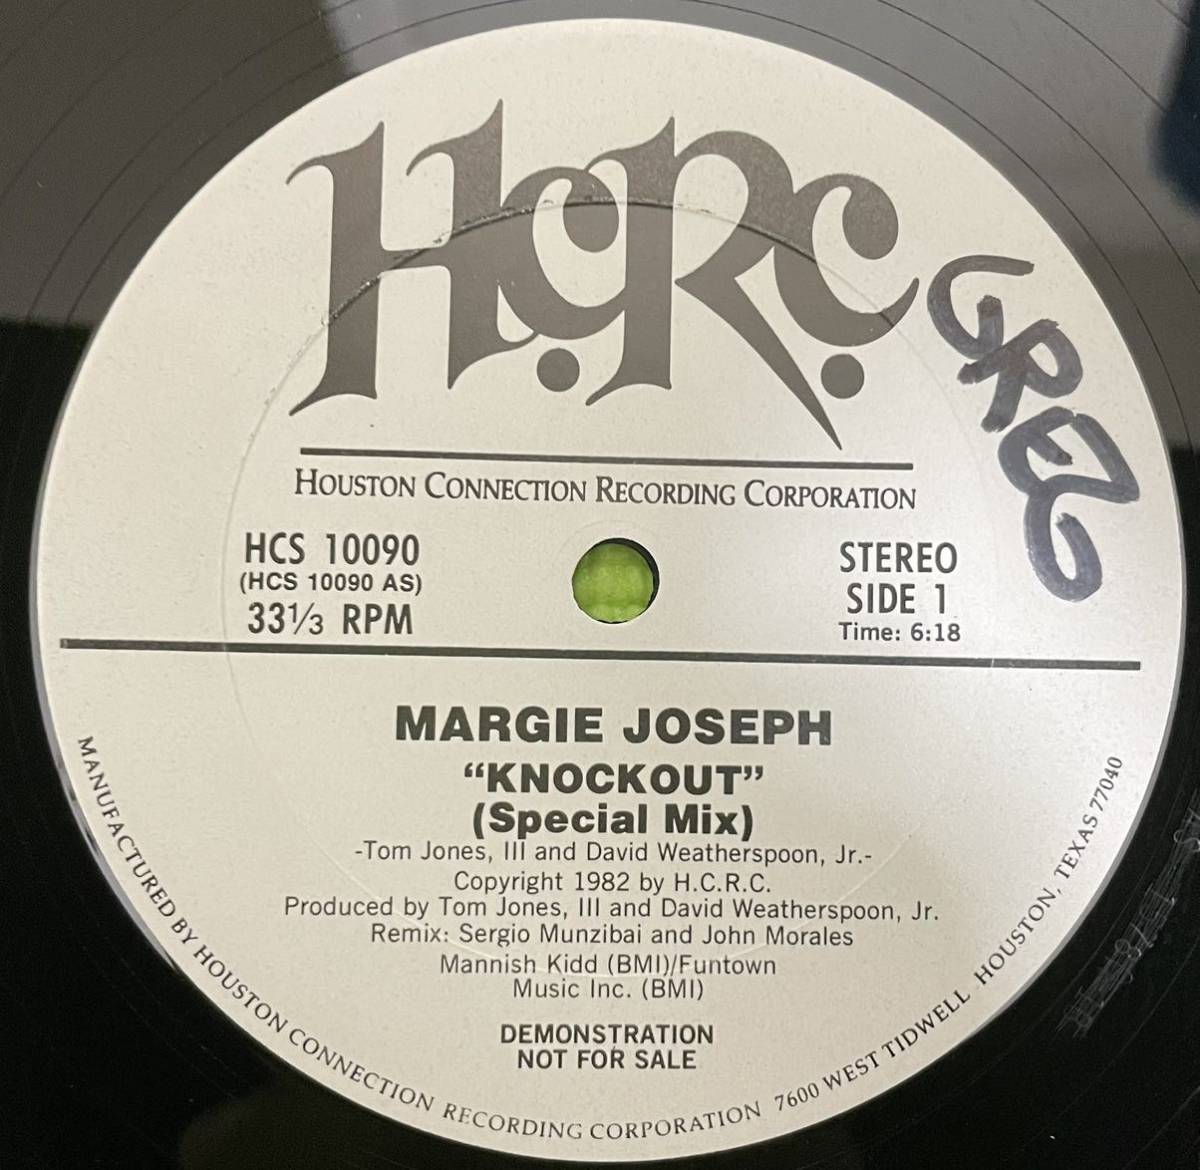 H.C.R.C.
GREG
HOUSTON CONNECTION RECORDING CORPORATION
HCS 10090
(HCS 10090 AS)
33⅓ RPM
STEREO
SIDE 1
Time: 6:18
MARGIE JOSEPH
“KNOCKOUT”
(Special Mix)
-Tom Jones, III and David Weatherspoon, Jr.-
Copyright 1982 by H.C.R.C.
Produced by Tom Jones, III and David Weatherspoon, Jr.
Remix: Sergio Munzibai and John Morales
Mannish Kidd (BMI)/Funtown
Music Inc. (BMI)
DEMONSTRATION
NOT FOR SALE
MANUFACTURED BY HOUSTON CONNECTION RECORDING CORPORATION 7600 WEST TIDWELL HOUSTON, TEXAS 77040